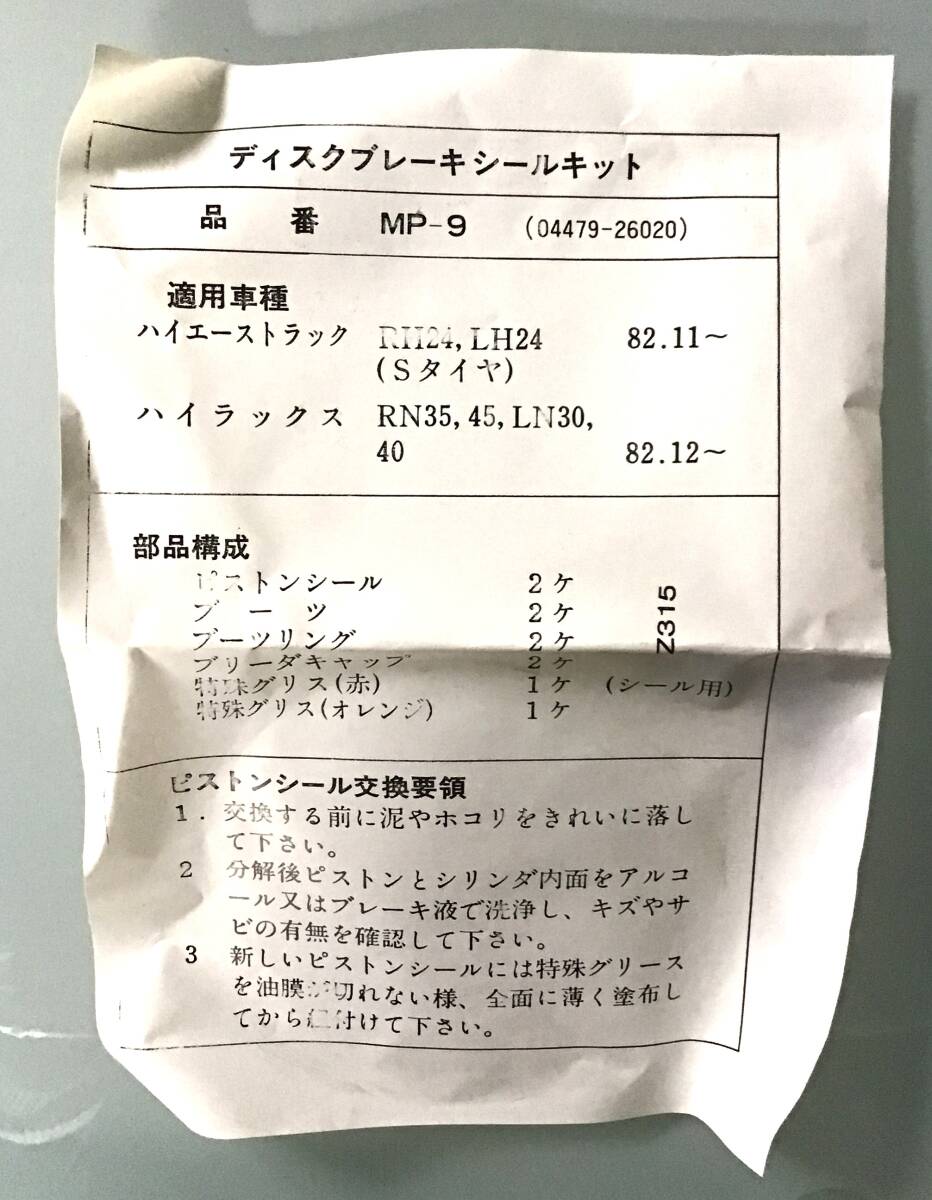 ディスクブレーキシールキット
品 番 MP-9 (04479-26020)
適用車種
ハイエーストラック RH24, LH24 82.11～
(Sタイヤ)
ハイラックス RN35, 45, LN30,
40 82.12～
部品構成
ピストンシール 2ケ
ブーツ 2ケ
ブーツリング 2ケ
ブリーダキャップ 2ケ
特殊グリス(赤) 1ケ (シール用)
特殊グリス(オレンジ) 1ケ
Z315
ピストンシール交換要領
1. 交換する前に泥やホコリをきれいに落し
て下さい。
2 分解後ピストンとシリンダ内面をアルコ
ール又はブレーキ液で洗浄し、キズやサ
ビの有無を確認して下さい。
3 新しいピストンシールには特殊グリース
を油膜が切れない様、全面に薄く塗布し
てから組付けて下さい。